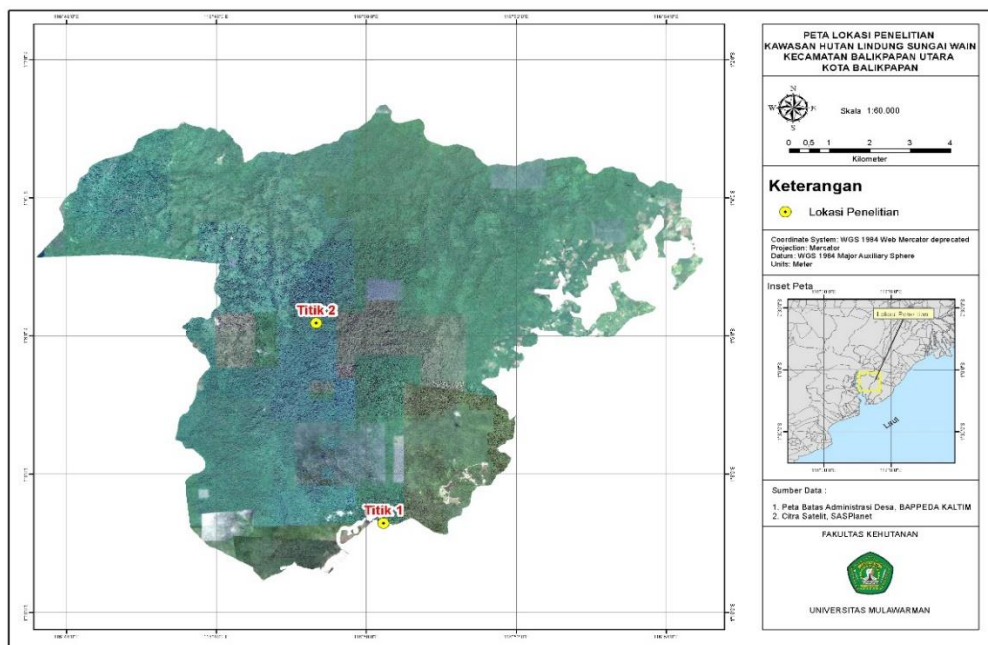 PETA LOKASI PENELITIAN
KAWASAN HUTAN LINDUNG SUNGAI WAIN
KECAMATAN BALIKPAPAN UTARA
KOTA BALIKPAPAN
N
W E
S
Skala 1:60.000
0 0,5 1 2 3 4
Kilometer
Keterangan
Lokasi Penelitian
Coordinate System: WGS 1984 Web Mercator deprecated
Projection: Mercator
Datum: WGS 1984 Major Auxiliary Sphere
Units: Meter
Inset Peta
Lokasi Penelitian
Laut
Sumber Data :
1. Peta Batas Administrasi Desa, BAPPEDA KALTIM
2. Citra Satelit, SASPlanet
FAKULTAS KEHUTANAN
UNIVERSITAS MULAWARMAN
Titik 2
Titik 1